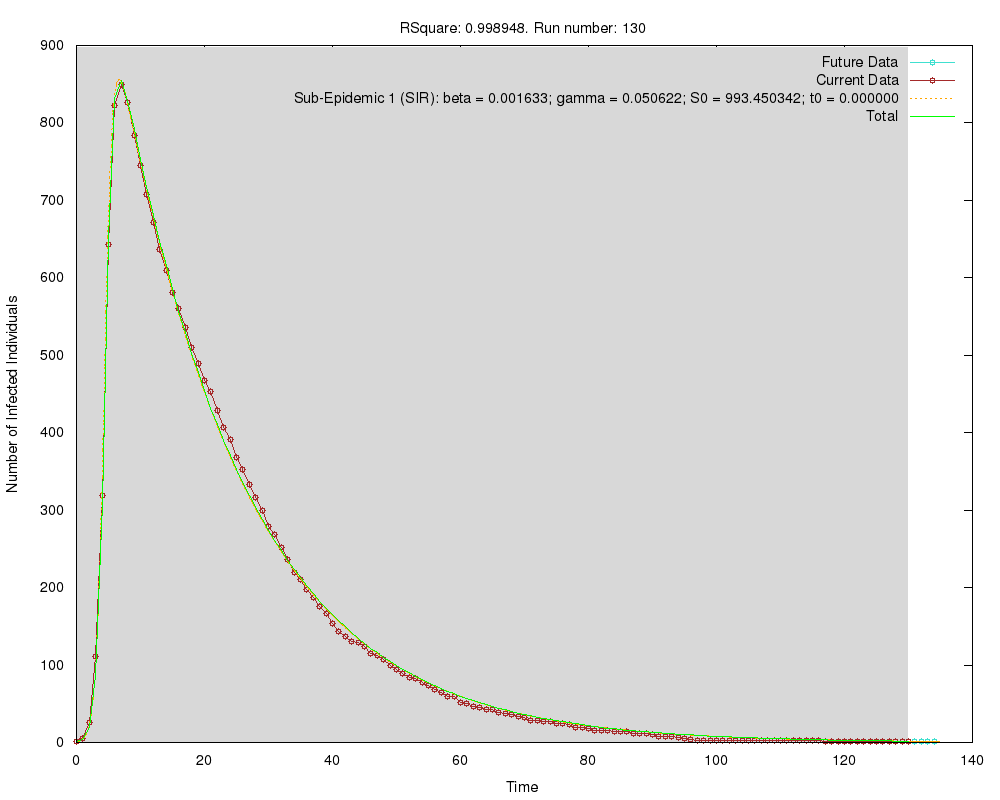 RSquare: 0.998948. Run number: 130
Future Data
Current Data
Sub-Epidemic 1 (SIR): beta = 0.001633; gamma = 0.050622; S0 = 993.450342; t0 = 0.000000
Total
900
800
700
600
500
400
300
200
100
0
Number of Infected Individuals
0 20 40 60 80 100 120 140
Time